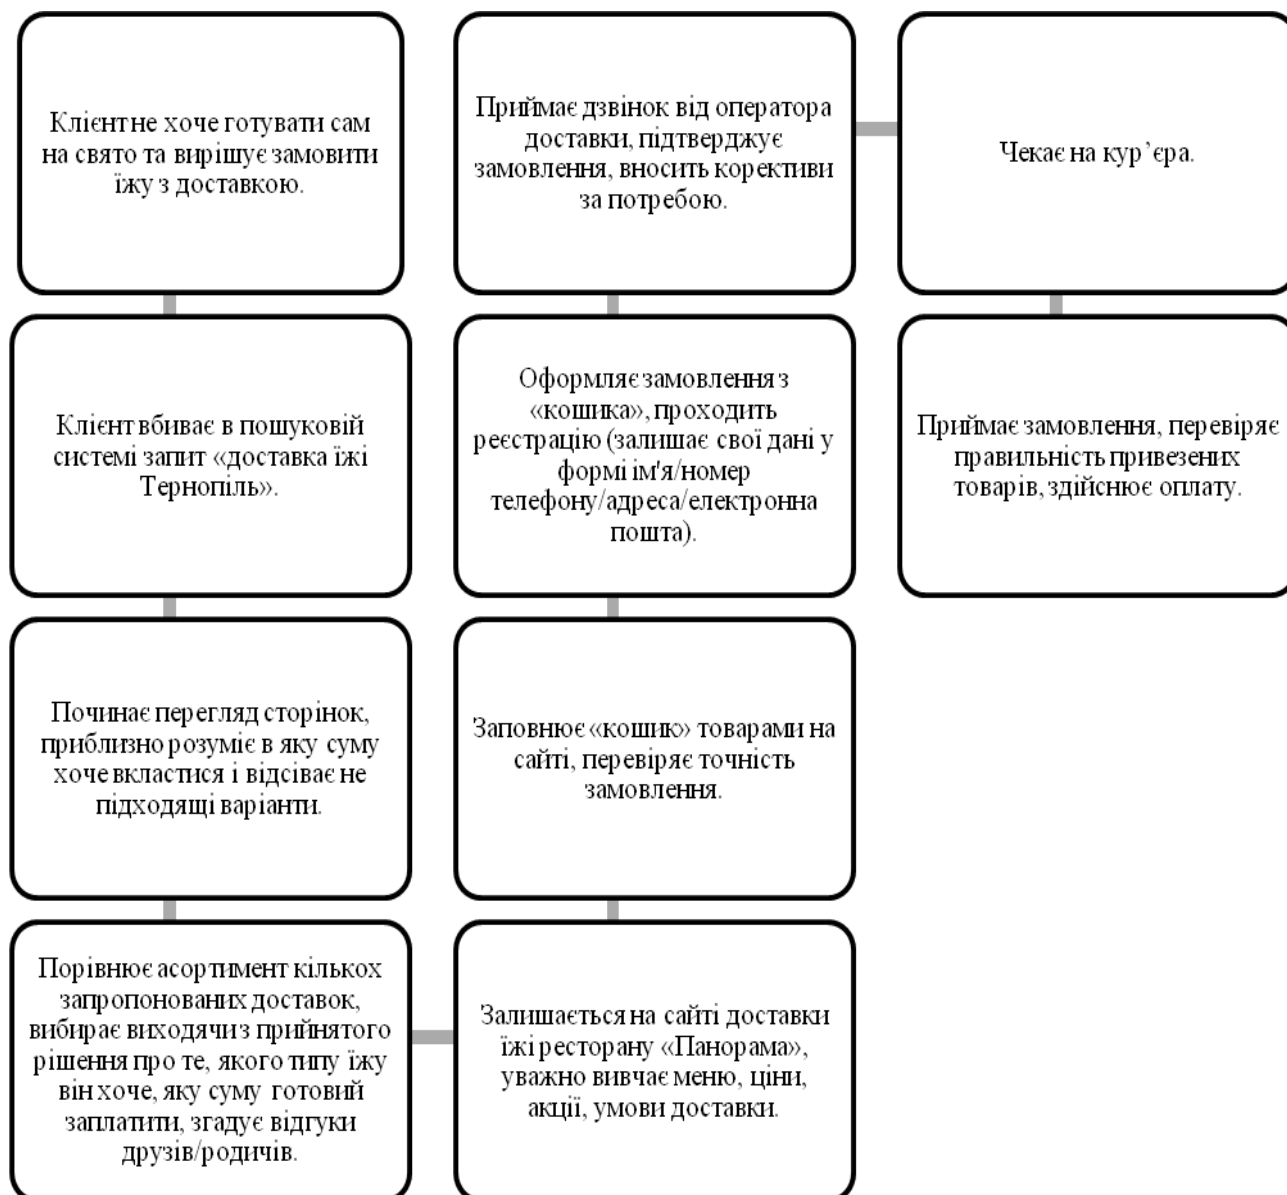 Клієнт не хоче готувати сам
на свято та вирішує замовити
їжу з доставкою.
Клієнт вбиває в пошуковій
системі запит «доставка їжі
Тернопіль».
Починає перегляд сторінок,
приблизно розуміє в яку суму
хоче вкластися і відсіває не
підходящі варіанти.
Порівнює асортимент кількох
запропонованих доставок,
вибирає виходячи з прийнятого
рішення про те, якого типу їжу
він хоче, яку суму готовий
заплатити, згадує відгуки
друзів/родичів.
Залишається на сайті доставки
їжі ресторану «Панорама»,
уважно вивчає меню, ціни,
акції, умови доставки.
Заповнює «кошик» товарами на
сайті, перевіряє точність
замовлення.
Оформляє замовлення з
«кошика», проходить
реєстрацію (залишає свої дані у
формі ім'я/номер
телефону/адреса/електронна
пошта).
Приймає дзвінок від оператора
доставки, підтверджує
замовлення, вносить корективи
за потребою.
Чекає на кур’єра.
Приймає замовлення, перевіряє
правильність привезених
товарів, здійснює оплату.